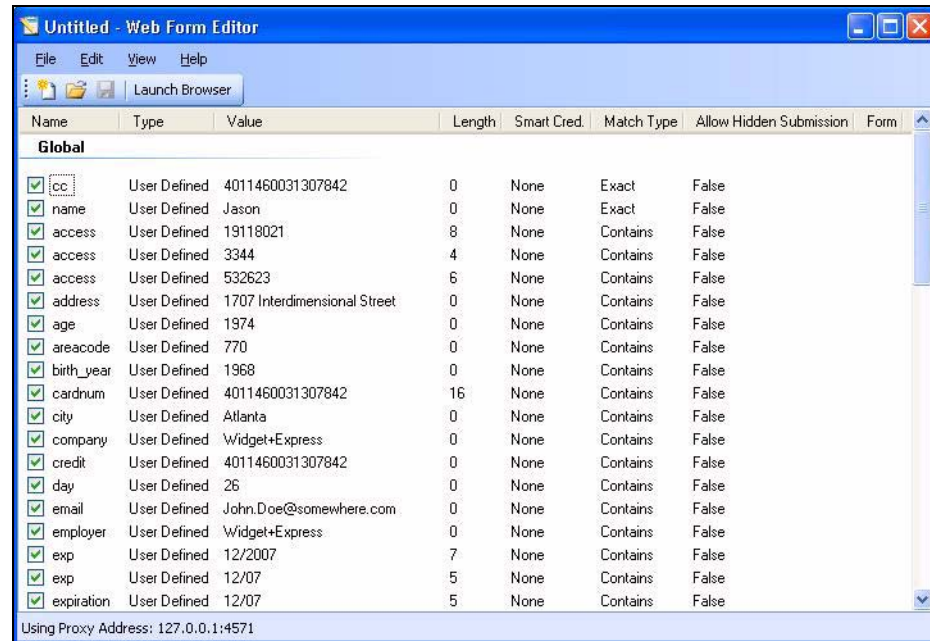 Untitled - Web Form Editor
File Edit View Help
Launch Browser
Name Type Value Length Smart Cred. Match Type Allow Hidden Submission Form
Global
cc User Defined 4011460031307842 0 None Exact False
name User Defined Jason 0 None Exact False
access User Defined 19118021 8 None Contains False
access User Defined 3344 4 None Contains False
access User Defined 532623 6 None Contains False
address User Defined 1707 Interdimensional Street 0 None Contains False
age User Defined 1974 0 None Contains False
areacode User Defined 770 0 None Contains False
birth_year User Defined 1968 0 None Contains False
cardnum User Defined 4011460031307842 16 None Contains False
city User Defined Atlanta 0 None Contains False
company User Defined Widget+Express 0 None Contains False
credit User Defined 4011460031307842 0 None Contains False
day User Defined 26 0 None Contains False
email User Defined John.Doe@somewhere.com 0 None Contains False
employer User Defined Widget+Express 0 None Contains False
exp User Defined 12/2007 7 None Contains False
exp User Defined 12/07 5 None Contains False
expiration User Defined 12/07 5 None Contains False
Using Proxy Address: 127.0.0.1:4571